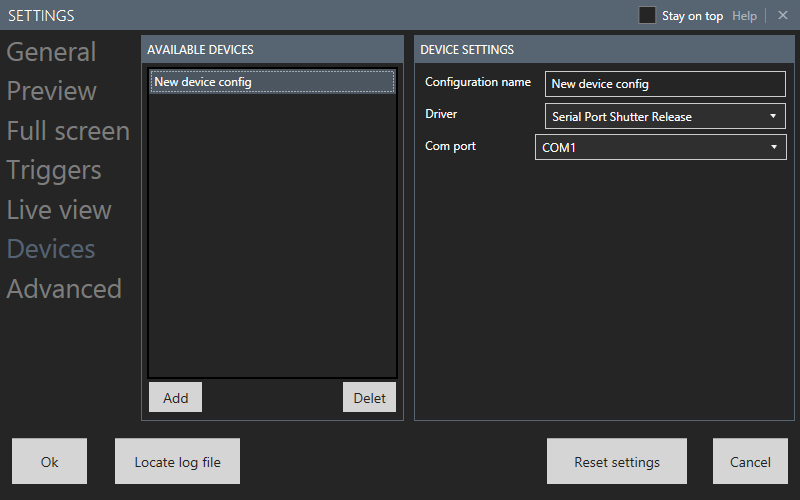 SETTINGS
Stay on top Help
General
Preview
Full screen
Triggers
Live view
Devices
Advanced
AVAILABLE DEVICES
New device config
Add
Delet
DEVICE SETTINGS
Configuration name New device config
Driver Serial Port Shutter Release
Com port COM1
Ok
Locate log file
Reset settings
Cancel